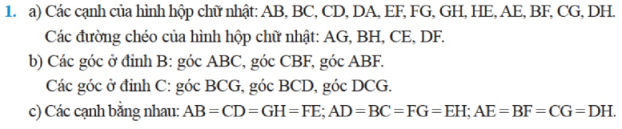 1. a) Các cạnh của hình hộp chữ nhật: AB, BC, CD, DA, EF, FG, GH, HE, AE, BF, CG, DH.
Các đường chéo của hình hộp chữ nhật: AG, BH, CE, DF.
b) Các góc ở đỉnh B: góc ABC, góc CBF, góc ABF.
Các góc ở đỉnh C: góc BCG, góc BCD, góc DCG.
c) Các cạnh bằng nhau: AB = CD = GH = FE; AD = BC = FG = EH; AE = BF = CG = DH.